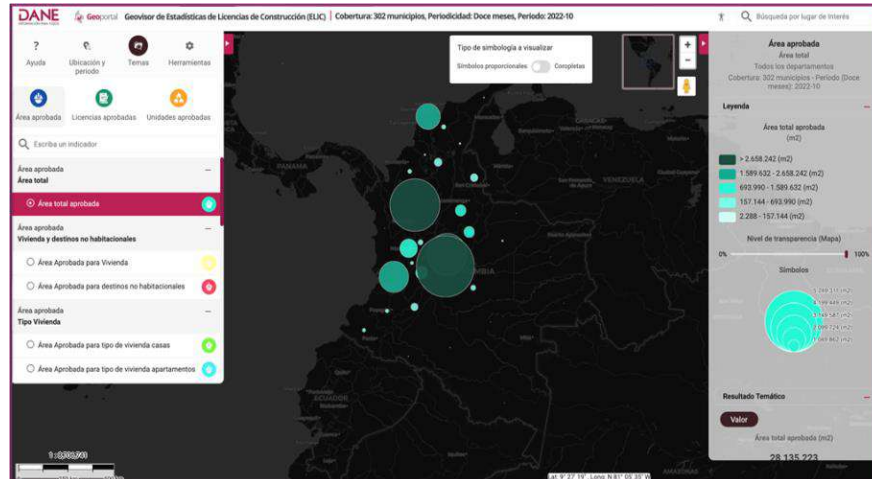 DANE
Geoportal
Geovisor de Estadísticas de Licencias de Construcción (ELIC)
Cobertura: 302 municipios, Periodicidad: Doce meses, Periodo: 2022-10
Búsqueda por lugar de Interés
?
Ayuda
Ubicación y periodo
Temas
Herramientas
Área aprobada
Licencias aprobadas
Unidades aprobadas
Escriba un indicador
Área aprobada
Área total
Área total aprobada
Área aprobada
Vivienda y destinos no habitacionales
Área Aprobada para Vivienda
Área Aprobada para destinos no habitacionales
Área aprobada
Tipo Vivienda
Área Aprobada para tipo de vivienda casas
Área Aprobada para tipo de vivienda apartamentos
Tipo de simbología a visualizar
Símbolos proporcionales
Coropletas
+
−
PANAMÁ
VENEZUELA
ECUADOR
Área aprobada
Área total
Todos los departamentos
Cobertura: 302 municipios - Periodo (Doce
meses): 2022-10
Leyenda
Área total aprobada
(m2)
> 2.658.242 (m2)
1.589.632 - 2.658.242 (m2)
693.990 - 1.589.632 (m2)
157.144 - 693.990 (m2)
2.288 - 157.144 (m2)
Nivel de transparencia (Mapa)
0%
100%
Símbolos
Resultado Temático
Valor
Área total aprobada (m2)
28.135.223